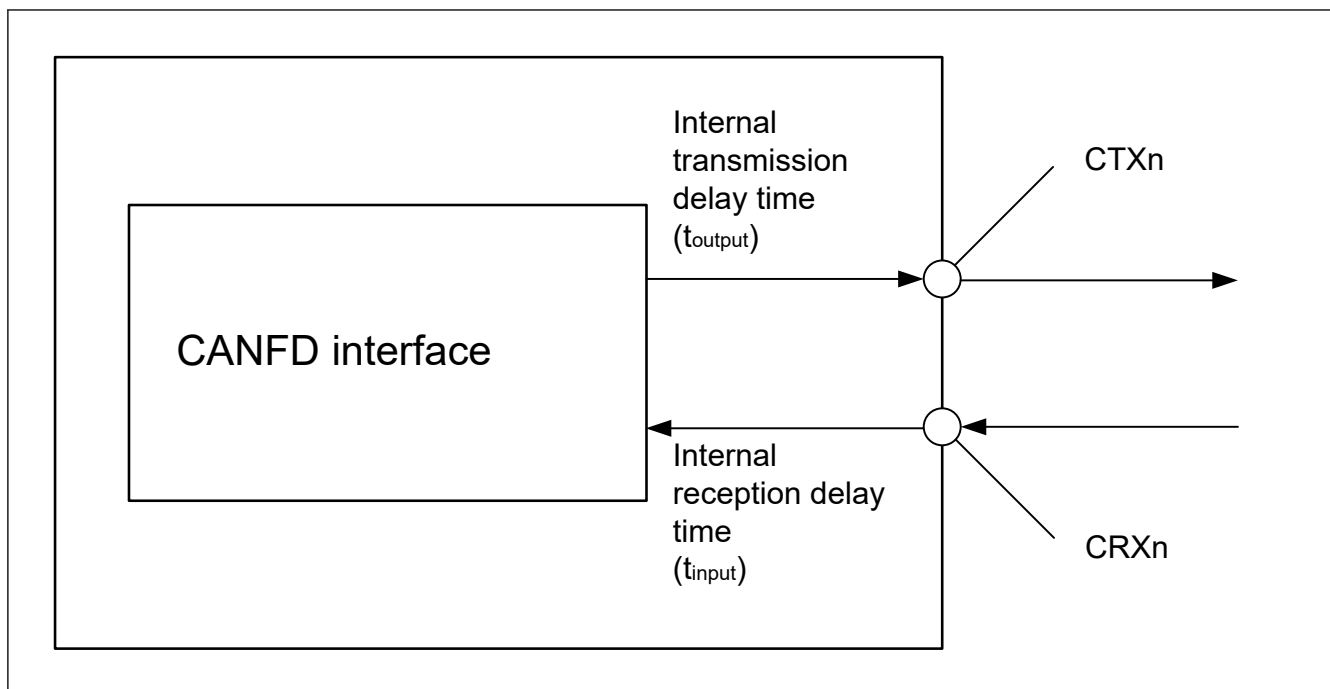 Internal
transmission
delay time
(toutput)
CTXn
CANFD interface
Internal
reception delay
time
(tinput)
CRXn